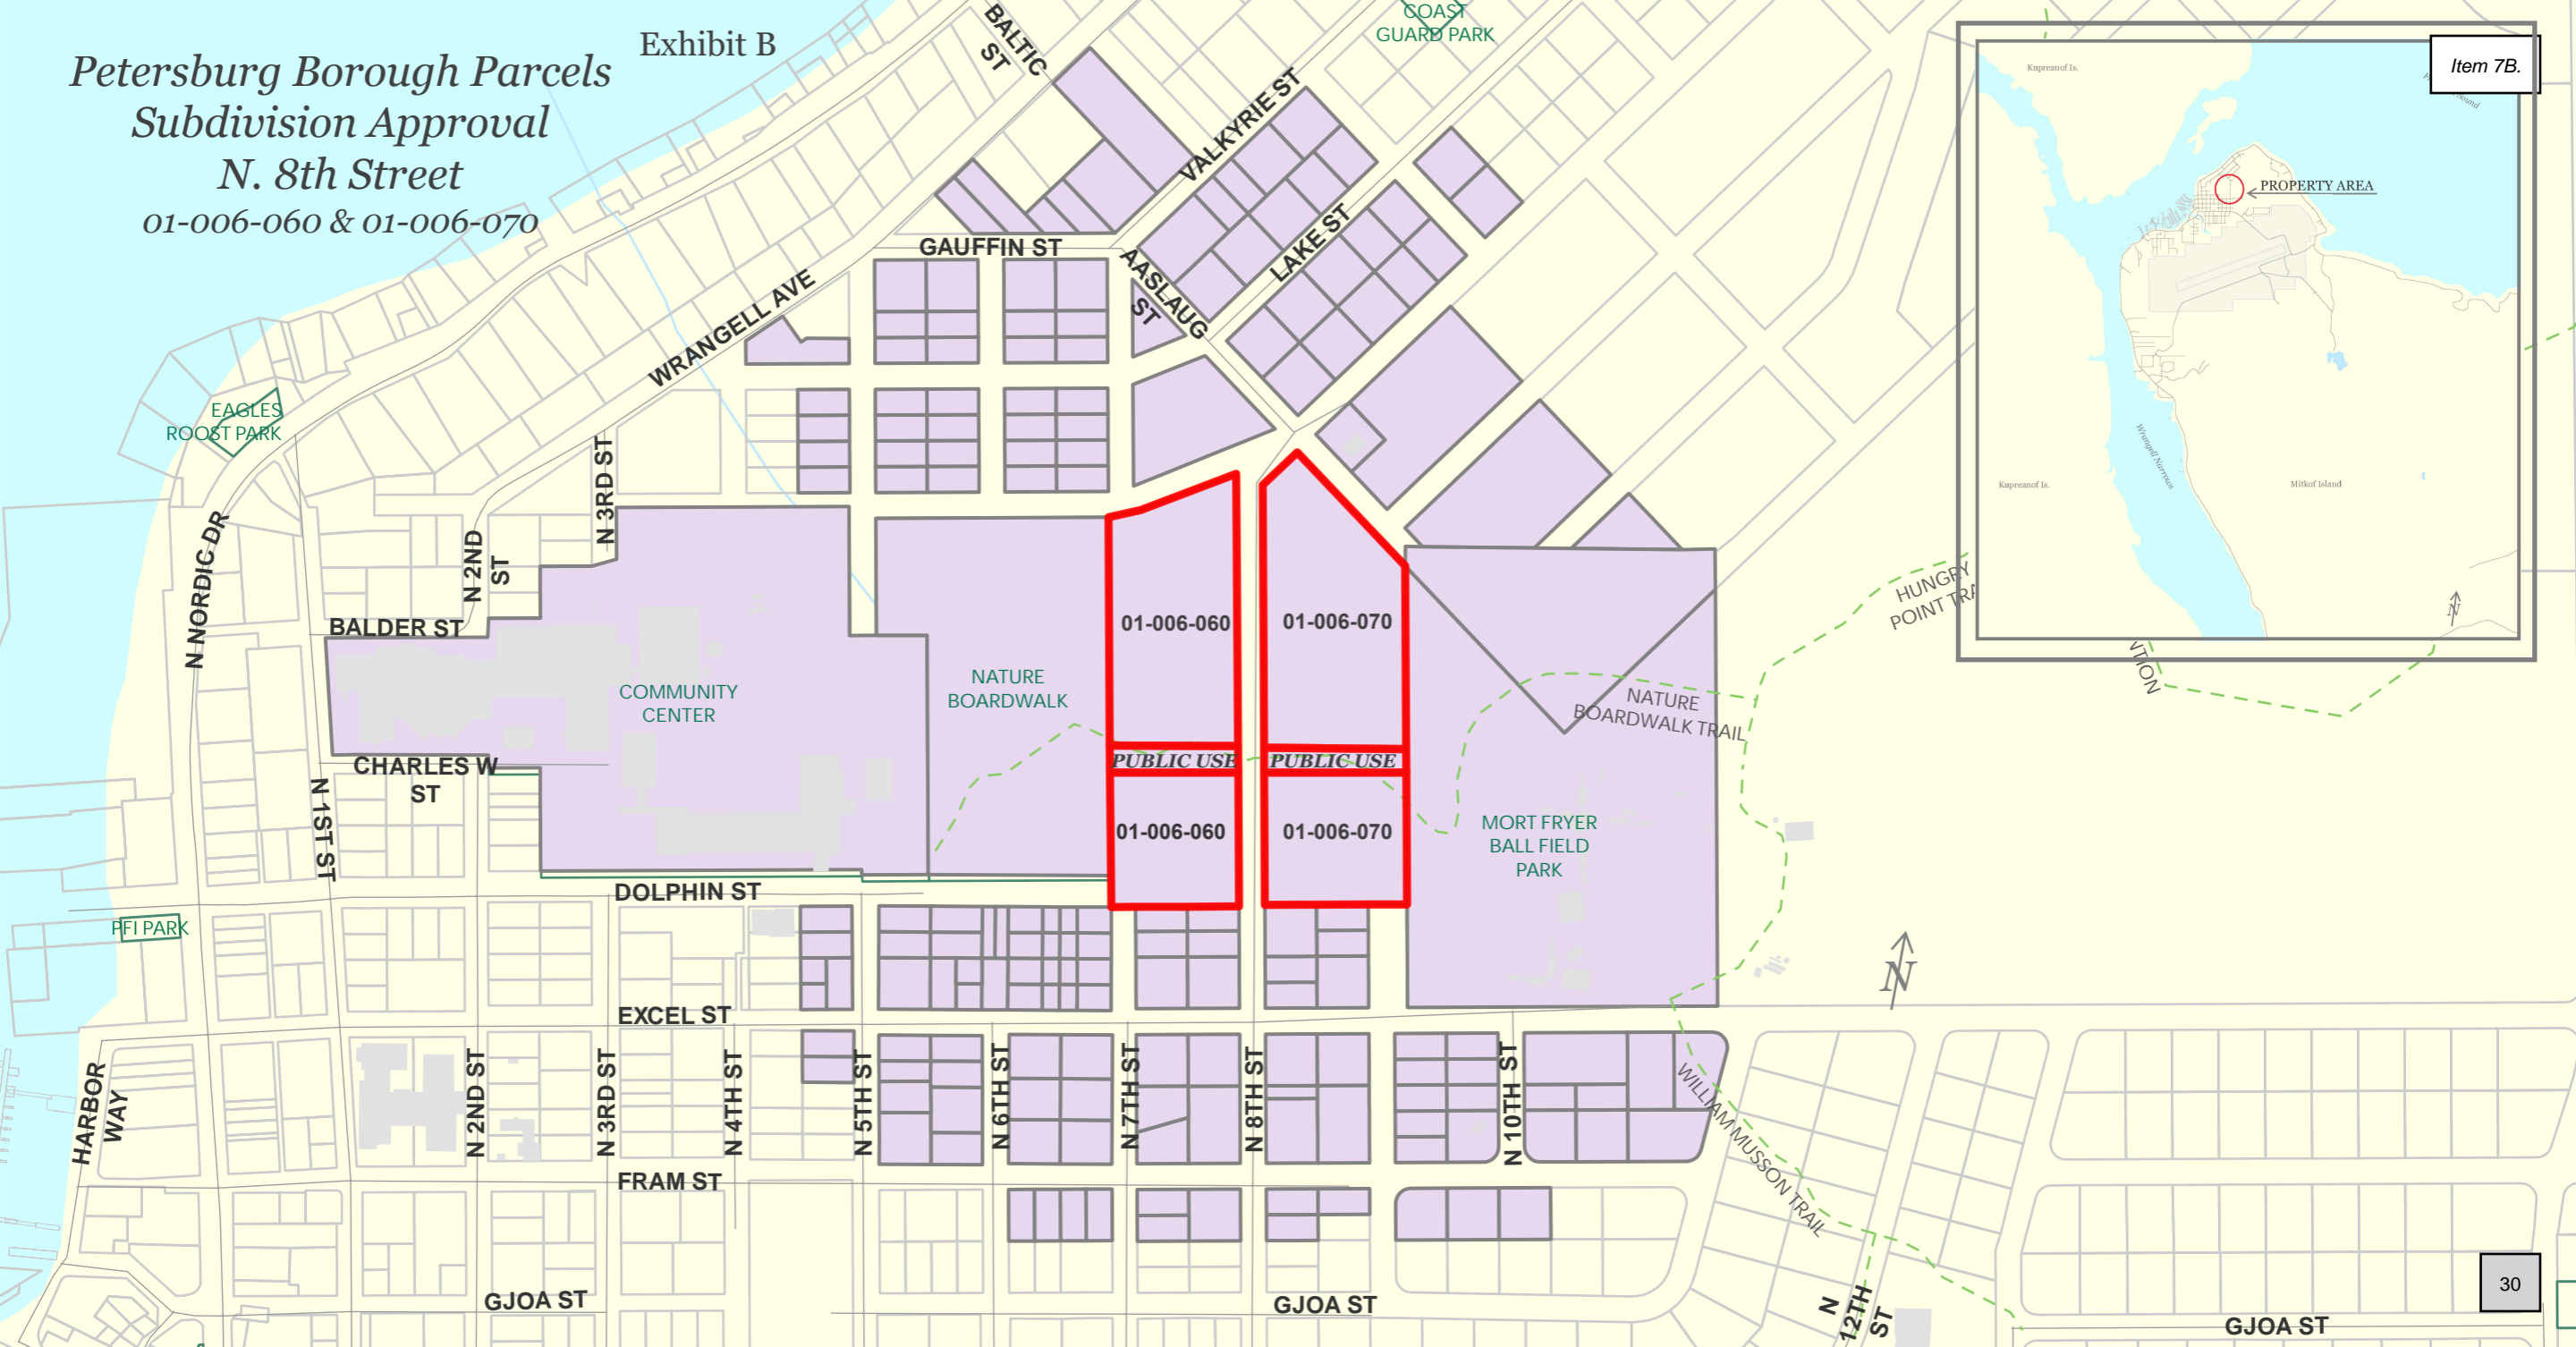 Exhibit B
Petersburg Borough Parcels
Subdivision Approval
N. 8th Street
01-006-060 & 01-006-070
BALTIC
ST
COAST
GUARD PARK
VALKYRIE ST
GAUFFIN ST
AASLAUG
ST
LAKE ST
WRANGELL AVE
EAGLES
ROOST PARK
N 3RD ST
N NORDIC DR
N 2ND
ST
BALDER ST
COMMUNITY
CENTER
NATURE
BOARDWALK
01-006-060
01-006-070
PUBLIC USE
PUBLIC USE
01-006-060
01-006-070
NATURE
BOARDWALK TRAIL
HUNGRY
POINT TRA
NTION
MORT FRYER
BALL FIELD
PARK
CHARLES W
ST
N 1ST ST
DOLPHIN ST
PFI PARK
N
EXCEL ST
HARBOR
WAY
N 2ND ST
N 3RD ST
N 4TH ST
N 5TH ST
N 6TH ST
N 7TH ST
N 8TH ST
N 10TH ST
WILLIAM MUSSON TRAIL
FRAM ST
GJOA ST
GJOA ST
N
12TH
ST
GJOA ST
30
Item 7B.
Kupreanof Is.
Sound
PROPERTY AREA
Wrangell Narrows
Kupreanof Is.
Mitkof Island
N